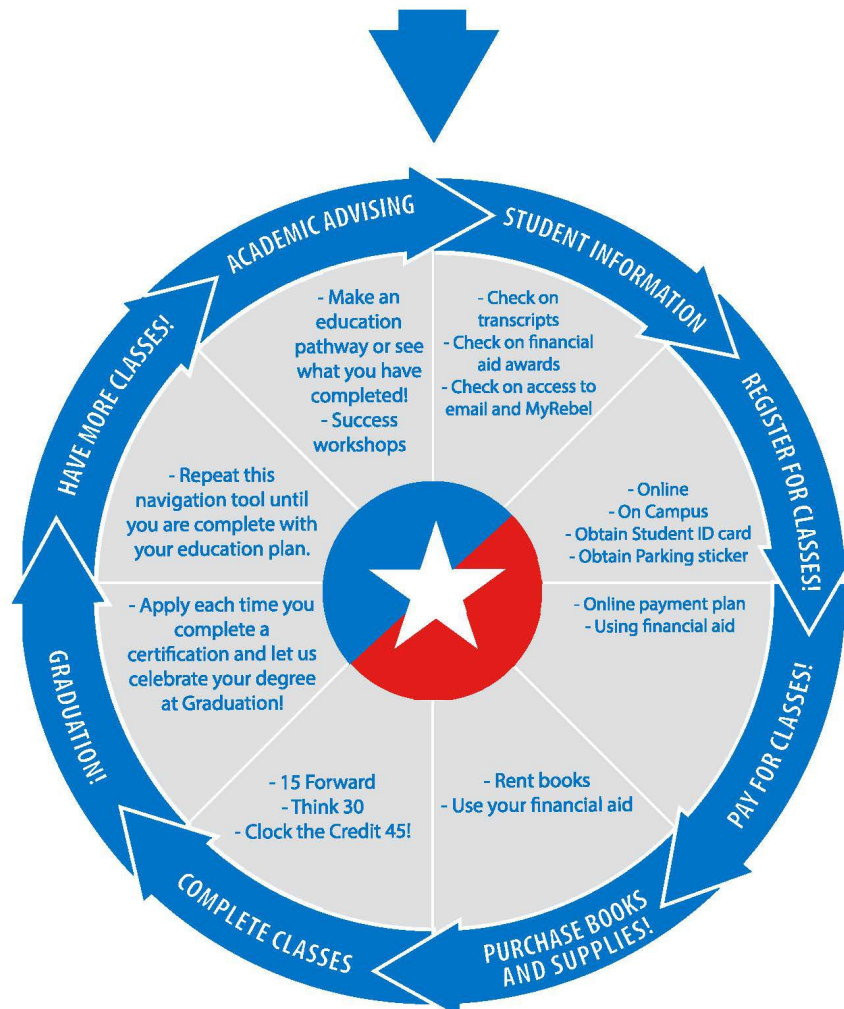 ACADEMIC ADVISING
- Make an
education
pathway or see
what you have
completed!
- Success
workshops
STUDENT INFORMATION
- Check on
transcripts
- Check on financial
aid awards
- Check on access to
email and MyRebel
REGISTER FOR CLASSES!
- Online
- On Campus
- Obtain Student ID card
- Obtain Parking sticker
PAY FOR CLASSES!
- Online payment plan
- Using financial aid
PURCHASE BOOKS
AND SUPPLIES!
- Rent books
- Use your financial aid
COMPLETE CLASSES
- 15 Forward
- Think 30
- Clock the Credit 45!
GRADUATION!
- Apply each time you
complete a
certification and let us
celebrate your degree
at Graduation!
HAVE MORE CLASSES!
- Repeat this
navigation tool until
you are complete with
your education plan.